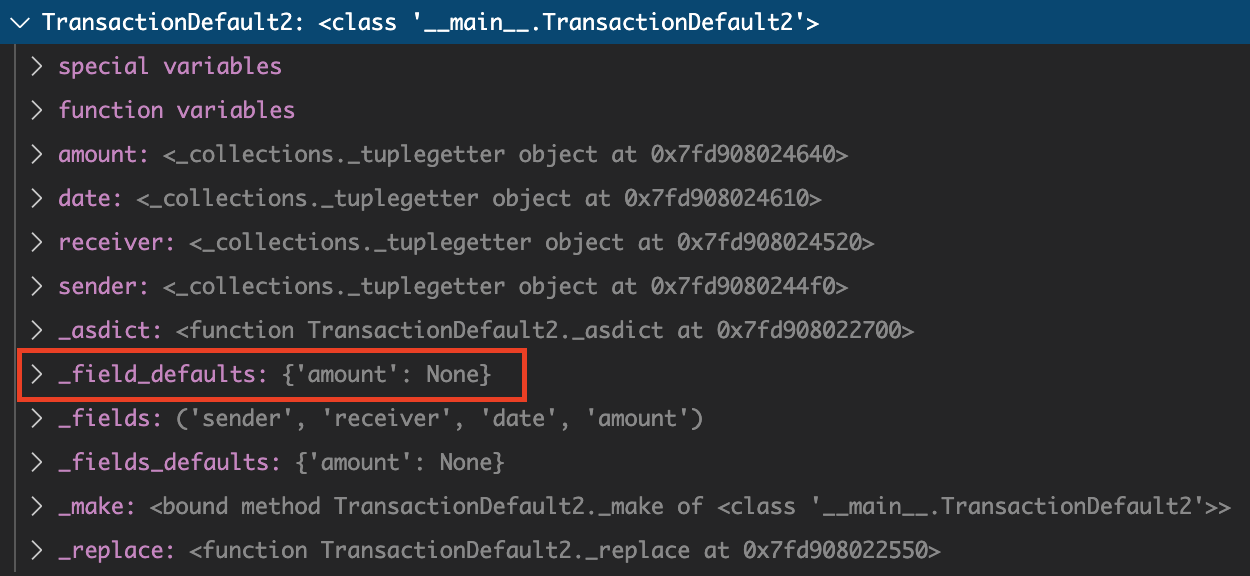 TransactionDefault2: <class '__main__.TransactionDefault2'>
special variables
function variables
amount: <_collections._tuplegetter object at 0x7fd908024640>
date: <_collections._tuplegetter object at 0x7fd908024610>
receiver: <_collections._tuplegetter object at 0x7fd908024520>
sender: <_collections._tuplegetter object at 0x7fd9080244f0>
_asdict: <function TransactionDefault2._asdict at 0x7fd908022700>
_field_defaults: {'amount': None}
_fields: ('sender', 'receiver', 'date', 'amount')
_fields_defaults: {'amount': None}
_make: <bound method TransactionDefault2._make of <class '__main__.TransactionDefault2'>>
_replace: <function TransactionDefault2._replace at 0x7fd908022550>